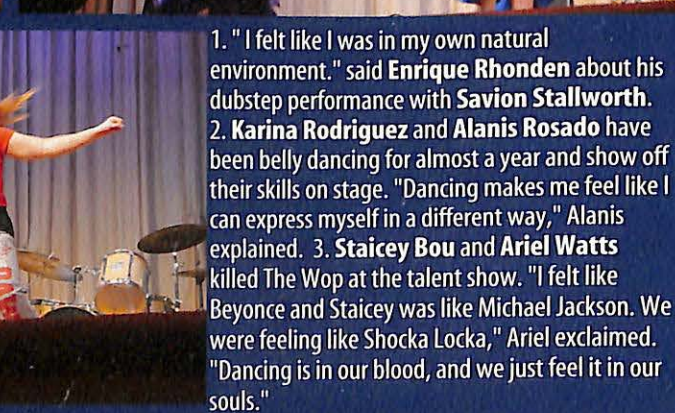 1. " I felt like I was in my own natural
environment." said Enrique Rhonden about his
dubstep performance with Savion Stallworth.
2. Karina Rodriguez and Alanis Rosado have
been belly dancing for almost a year and show off
their skills on stage. "Dancing makes me feel like I
can express myself in a different way," Alanis
explained.  3. Staicey Bou and Ariel Watts
killed The Wop at the talent show. "I felt like
Beyonce and Staicey was like Michael Jackson. We
were feeling like Shocka Locka," Ariel exclaimed.
"Dancing is in our blood, and we just feel it in our
souls."